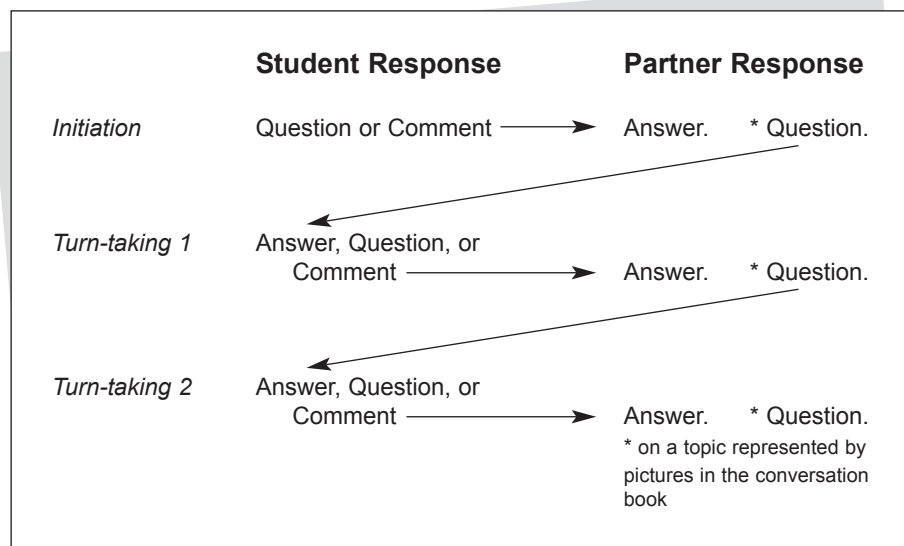 Student Response Partner Response
Initiation Question or Comment Answer. * Question.
Turn-taking 1 Answer, Question, or
Comment Answer. * Question.
Turn-taking 2 Answer, Question, or
Comment Answer. * Question.
* on a topic represented by
pictures in the conversation
book